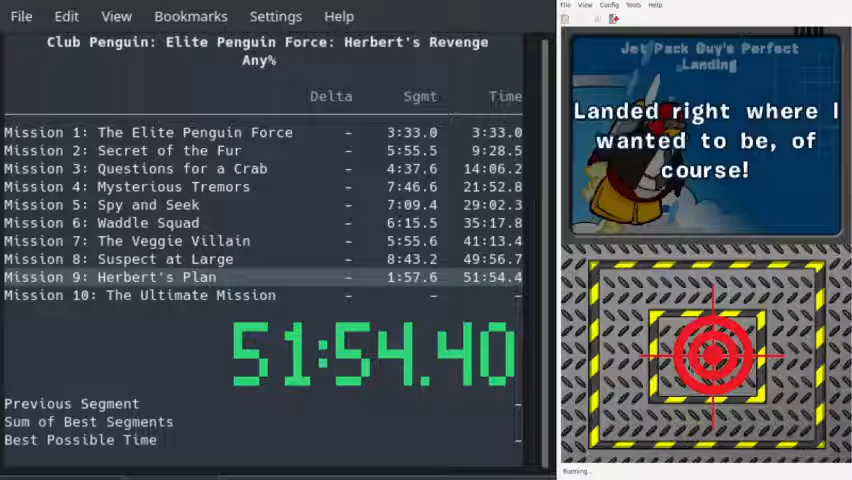 File Edit View Bookmarks Settings Help
Club Penguin: Elite Penguin Force: Herbert's Revenge
Any%
Delta Sgmt Time
Mission 1: The Elite Penguin Force – 3:33.0 3:33.0
Mission 2: Secret of the Fur – 5:55.5 9:28.5
Mission 3: Questions for a Crab – 4:37.6 14:06.2
Mission 4: Mysterious Tremors – 7:46.6 21:52.8
Mission 5: Spy and Seek – 7:09.4 29:02.3
Mission 6: Waddle Squad – 6:15.5 35:17.8
Mission 7: The Veggie Villain – 5:55.6 41:13.4
Mission 8: Suspect at Large – 8:43.2 49:56.7
Mission 9: Herbert's Plan – 1:57.6 51:54.4
Mission 10: The Ultimate Mission – – –
51:54.40
Previous Segment –
Sum of Best Segments –
Best Possible Time –
File View Config Tools Help
Jet Pack Guy's Perfect
Landing
Landed right where I
wanted to be, of
course!
Running...